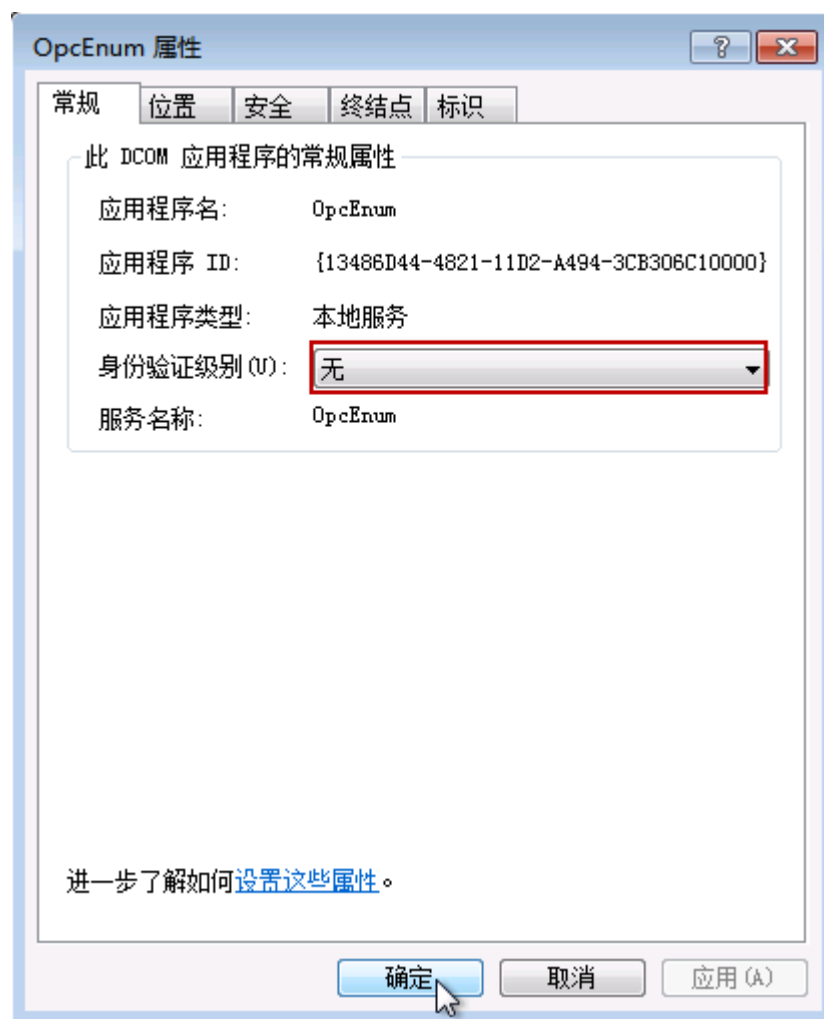 OpcEnum 属性
常规 位置 安全 终结点 标识
此 DCOM 应用程序的常规属性
应用程序名: OpcEnum
应用程序 ID: {13486D44-4821-11D2-A494-3CB306C10000}
应用程序类型: 本地服务
身份验证级别(U): 无
服务名称: OpcEnum
进一步了解如何设置这些属性。
确定 取消 应用(A)